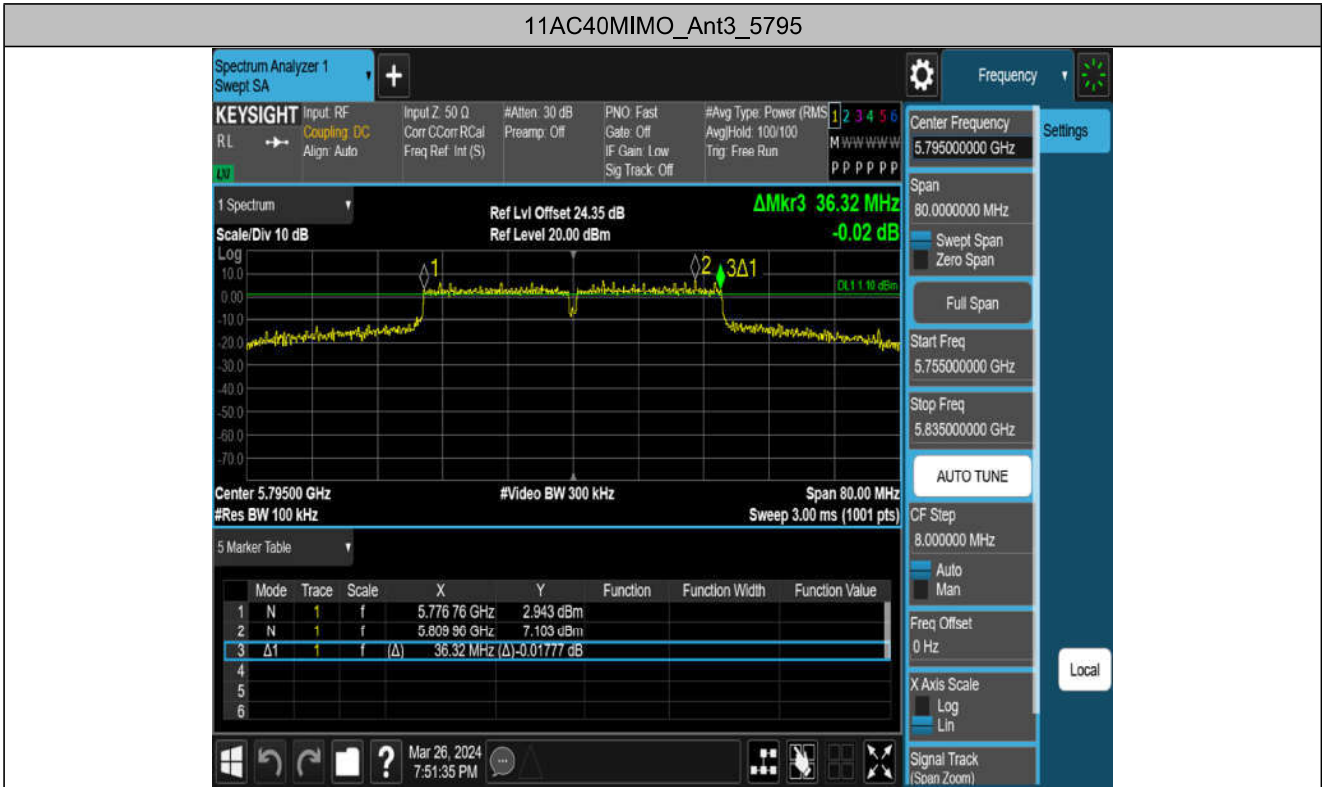 11AC40MIMO_Ant3_5795
Spectrum Analyzer 1
Swept SA
+
Frequency
KEYSIGHT
RL
Input: RF
Coupling: DC
Align: Auto
Input Z: 50 Ω
Corr CCorr RCal
Freq Ref: Int (S)
#Atten: 30 dB
Preamp: Off
PNO: Fast
Gate: Off
IF Gain: Low
Sig Track: Off
#Avg Type: Power (RMS
Avg|Hold: 100/100
Trig: Free Run
1 2 3 4 5 6
M W W W W W
P P P P P P
Center Frequency
5.795000000 GHz
Settings
Span
80.0000000 MHz
Swept Span
Zero Span
Full Span
Start Freq
5.755000000 GHz
Stop Freq
5.835000000 GHz
AUTO TUNE
CF Step
8.000000 MHz
Auto
Man
Freq Offset
0 Hz
X Axis Scale
Log
Lin
Signal Track
(Span Zoom)
Local
1 Spectrum
Scale/Div 10 dB
Ref Lvl Offset 24.35 dB
Ref Level 20.00 dBm
ΔMkr3 36.32 MHz
-0.02 dB
Log
10.0
0.00
-10.0
-20.0
-30.0
-40.0
-50.0
-60.0
-70.0
1
2
3Δ1
DL1 1.10 dBm
Center 5.79500 GHz
#Res BW 100 kHz
#Video BW 300 kHz
Span 80.00 MHz
Sweep 3.00 ms (1001 pts)
5 Marker Table
Mode Trace Scale X Y Function Function Width Function Value
1 N 1 f 5.776 76 GHz 2.943 dBm
2 N 1 f 5.809 96 GHz 7.103 dBm
3 Δ1 1 f (Δ) 36.32 MHz (Δ)-0.01777 dB
4
5
6
?
Mar 26, 2024
7:51:35 PM